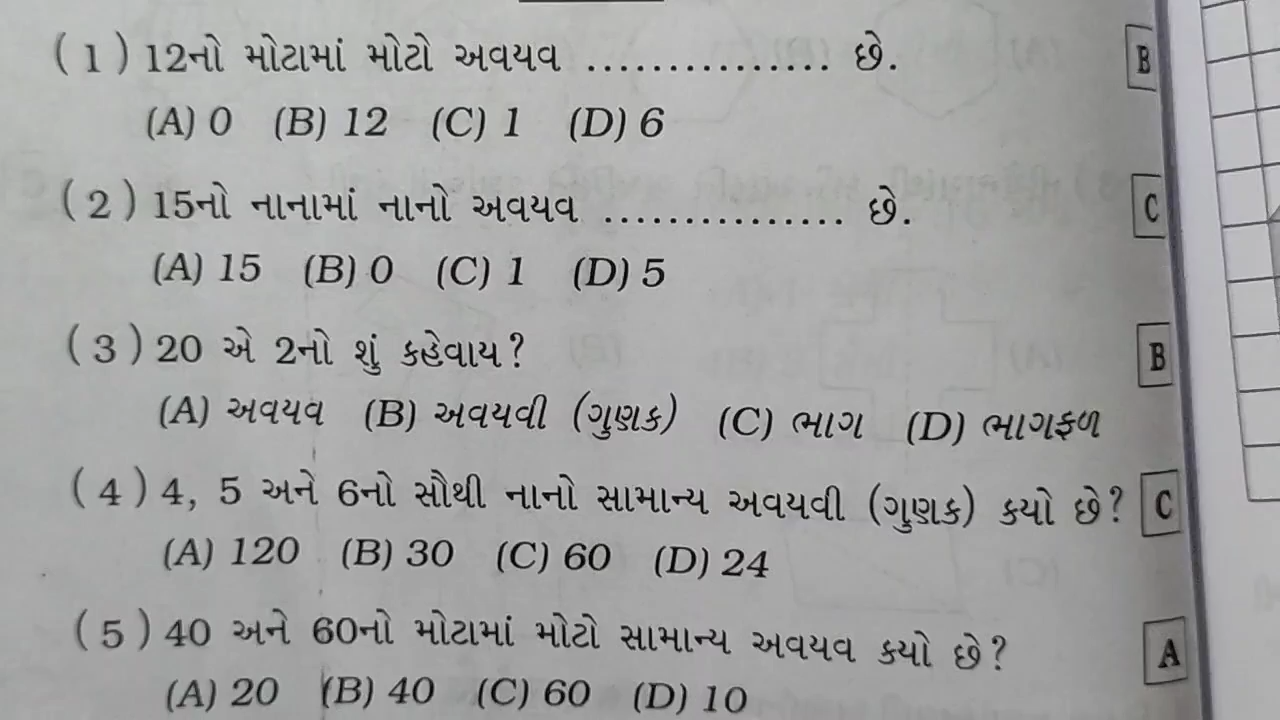 (1) 12નો મોટામાં મોટો અવયવ ............... છે. B
(A) 0 (B) 12 (C) 1 (D) 6
(2) 15નો નાનામાં નાનો અવયવ ............... છે. C
(A) 15 (B) 0 (C) 1 (D) 5
(3) 20 એ 2નો શું કહેવાય? B
(A) અવયવ (B) અવયવી (ગુણક) (C) ભાગ (D) ભાગફળ
(4) 4, 5 અને 6નો સૌથી નાનો સામાન્ય અવયવી (ગુણક) કયો છે? C
(A) 120 (B) 30 (C) 60 (D) 24
(5) 40 અને 60નો મોટામાં મોટો સામાન્ય અવયવ કયો છે? A
(A) 20 (B) 40 (C) 60 (D) 10